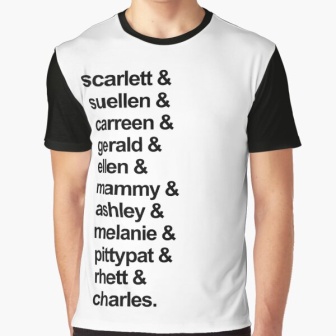 scarlett &
suellen &
carreen &
gerald &
ellen &
mammy &
ashley &
melanie &
pittypat &
rhett &
charles.